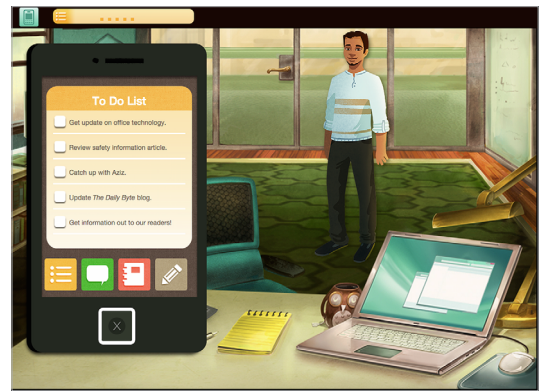 To Do List
Get update on office technology.
Review safety information article.
Catch up with Aziz.
Update The Daily Byte blog.
Get information out to our readers!
X